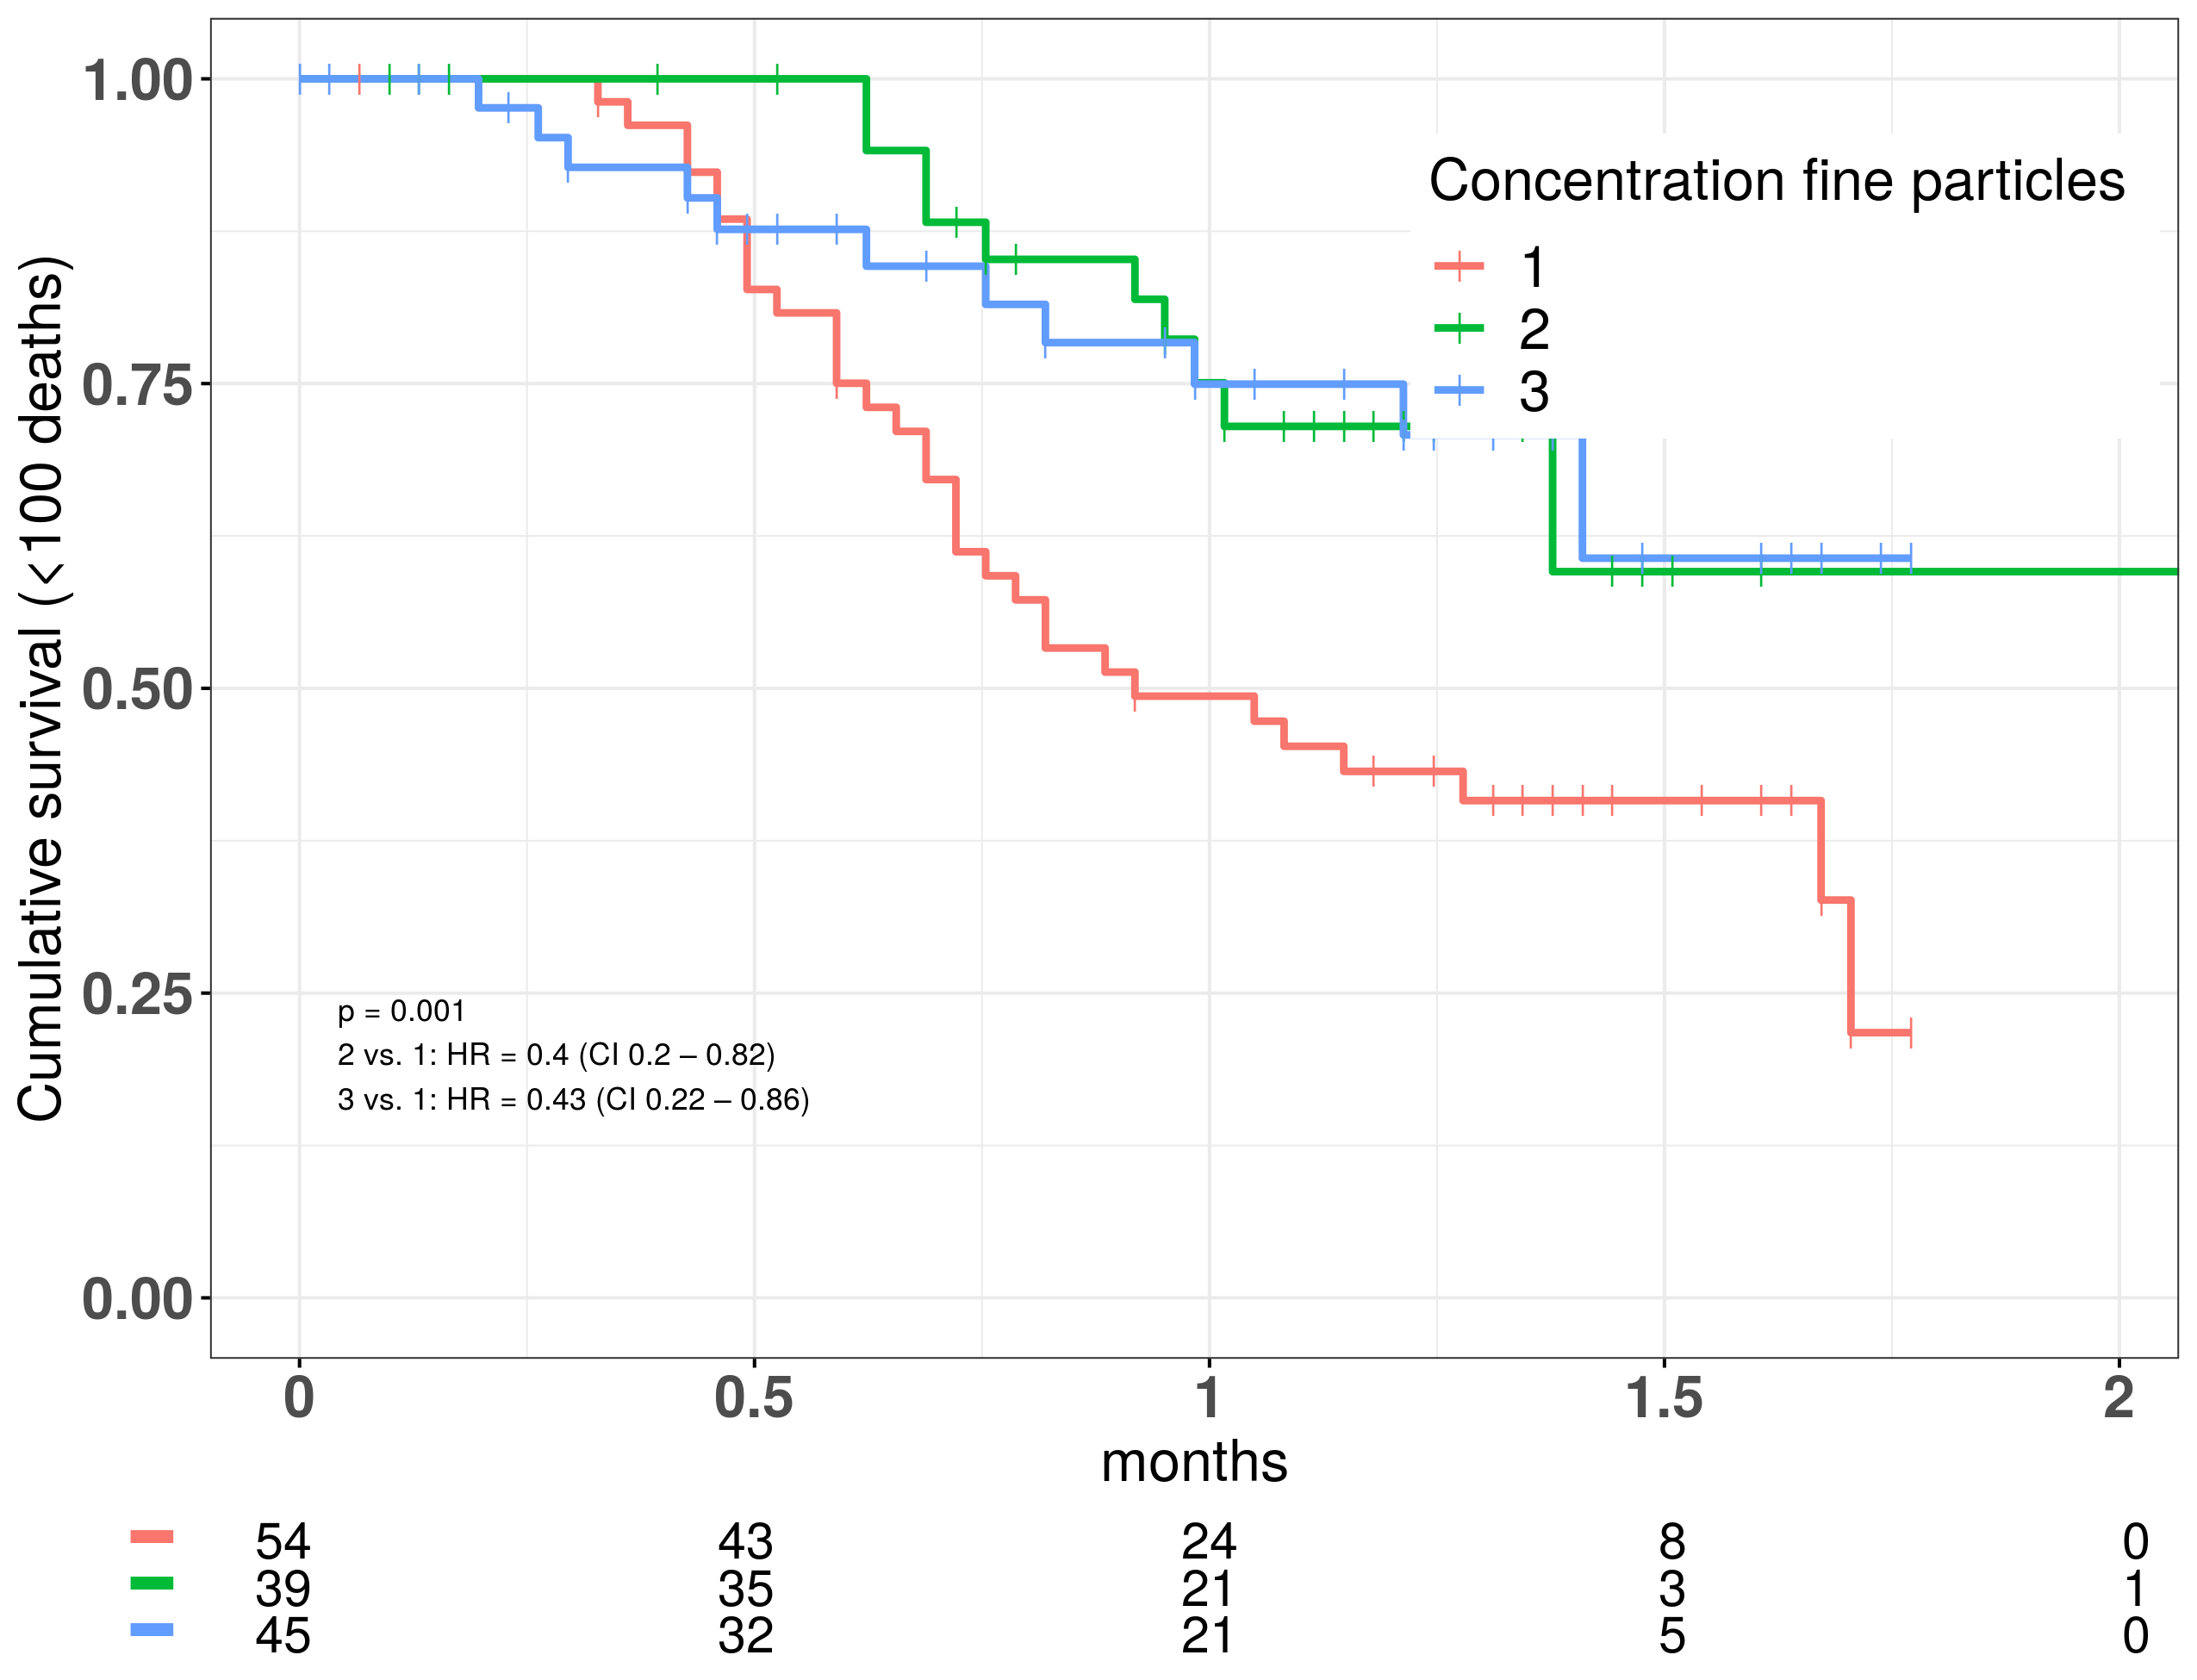 Cumulative survival (<100 deaths)
1.00
0.75
0.50
0.25
0.00
Concentration fine particles
1
2
3
p = 0.001
2 vs. 1: HR = 0.4 (CI 0.2 – 0.82)
3 vs. 1: HR = 0.43 (CI 0.22 – 0.86)
0 0.5 1 1.5 2
months
54 43 24 8 0
39 35 21 3 1
45 32 21 5 0